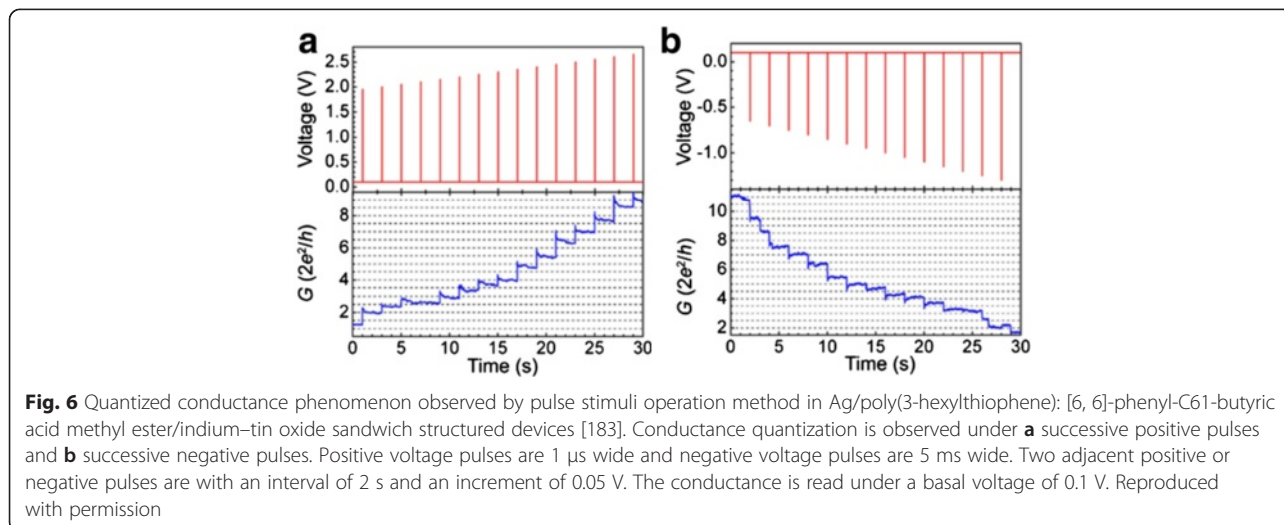 a
b
2.5
2.0
1.5
1.0
0.5
0.0
Voltage (V)
0.0
-0.5
-1.0
Voltage (V)
8
6
4
2
G (2e²/h)
10
8
6
4
2
G (2e²/h)
0 5 10 15 20 25 30
Time (s)
0 5 10 15 20 25 30
Time (s)
Fig. 6 Quantized conductance phenomenon observed by pulse stimuli operation method in Ag/poly(3-hexylthiophene): [6, 6]-phenyl-C61-butyric
acid methyl ester/indium–tin oxide sandwich structured devices [183]. Conductance quantization is observed under a successive positive pulses
and b successive negative pulses. Positive voltage pulses are 1 μs wide and negative voltage pulses are 5 ms wide. Two adjacent positive or
negative pulses are with an interval of 2 s and an increment of 0.05 V. The conductance is read under a basal voltage of 0.1 V. Reproduced
with permission